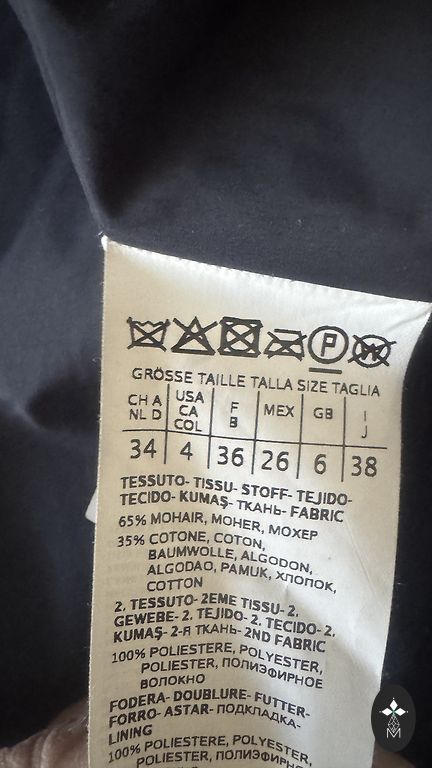 P W
GRÖSSE TAILLE TALLA SIZE TAGLIA
CH A NL D
USA CA COL
F B
MEX
GB
I J
34 4 36 26 6 38
TESSUTO- TISSU- STOFF- TEJIDO-
TECIDO- KUMAŞ- ТКАНЬ- FABRIC
65% MOHAIR, MOHER, МОХЕР
35% COTONE, COTON,
BAUMWOLLE, ALGODON,
ALGODAO, PAMUK, ХЛОПОК,
COTTON
2. TESSUTO- 2EME TISSU- 2.
GEWEBE- 2. TEJIDO- 2. TECIDO- 2.
KUMAŞ- 2-Я ТКАНЬ- 2ND FABRIC
100% POLIESTERE, POLYESTER,
POLIESTER, ПОЛИЭФИРНОЕ
ВОЛОКНО
FODERA- DOUBLURE- FUTTER-
FORRO- ASTAR- ПОДКЛАДКА-
LINING
100% POLIESTERE, POLYESTER,
POLIESTER, ПОЛИЭФИРНОЕ
M